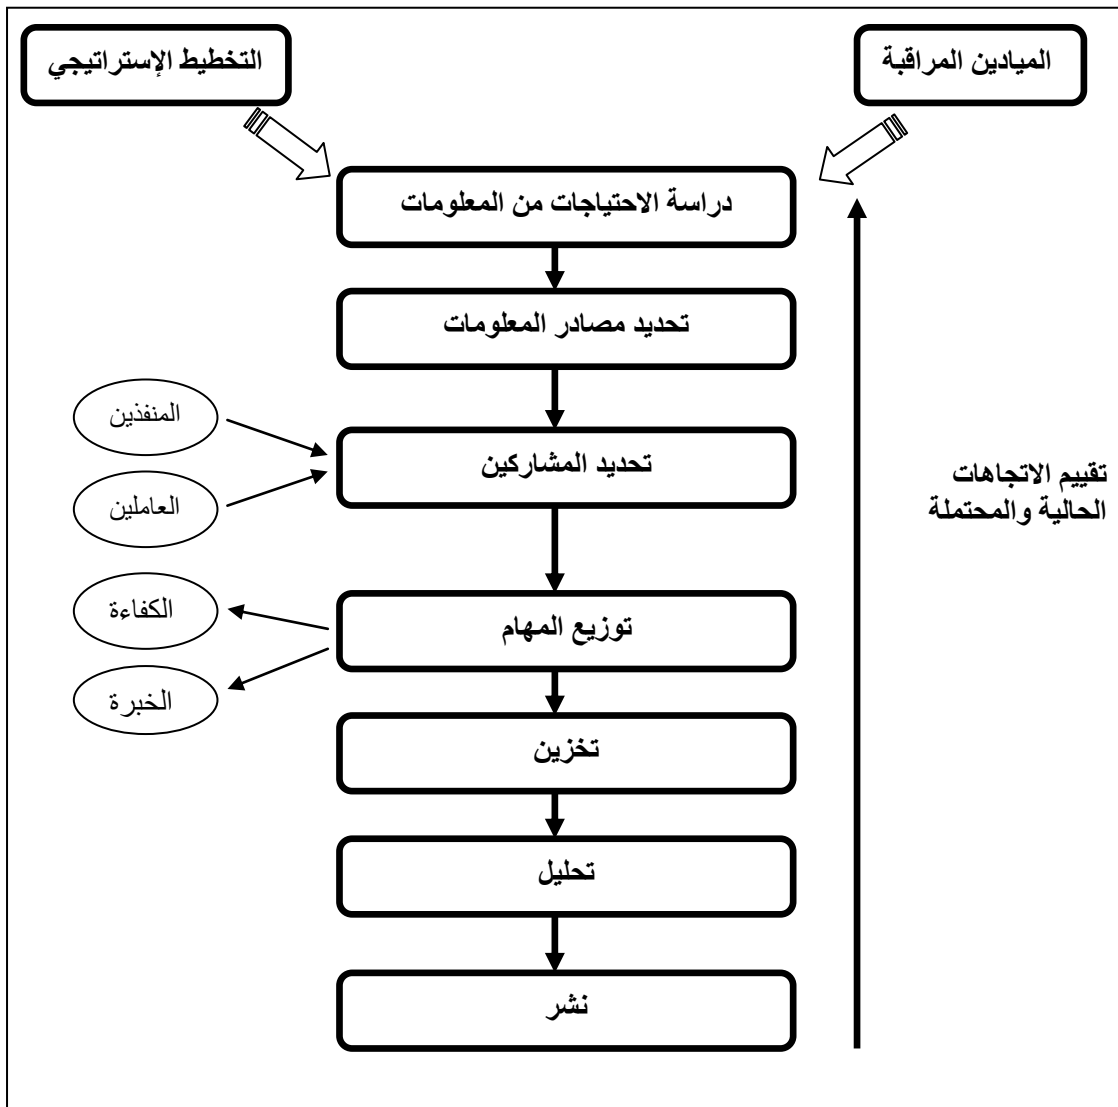 الميادين المراقبة
التخطيط الإستراتيجي
دراسة الاحتياجات من المعلومات
تحديد مصادر المعلومات
المنفذين
تحديد المشاركين
العاملين
تقييم الاتجاهات
الحالية والمحتملة
توزيع المهام
الكفاءة
الخبرة
تخزين
تحليل
نشر